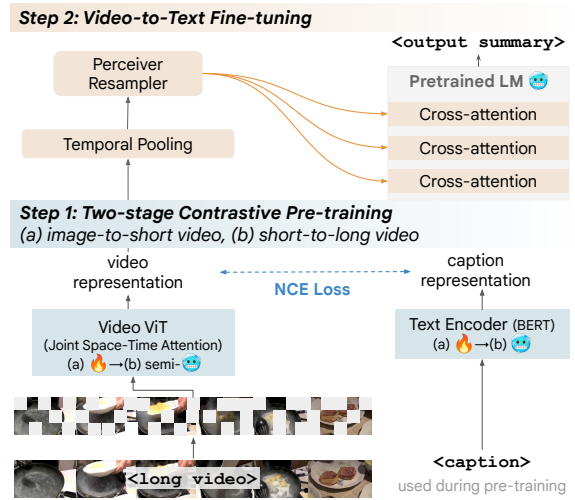 Step 2: Video-to-Text Fine-tuning
<output summary>
Perceiver
Resampler
Pretrained LM 🥶
Cross-attention
Temporal Pooling
Cross-attention
Cross-attention
Step 1: Two-stage Contrastive Pre-training
(a) image-to-short video, (b) short-to-long video
video
representation
caption
representation
NCE Loss
Video ViT
(Joint Space-Time Attention)
(a) 🔥→(b) semi-🥶
Text Encoder (BERT)
(a) 🔥→(b) 🥶
<long video>
<caption>
used during pre-training